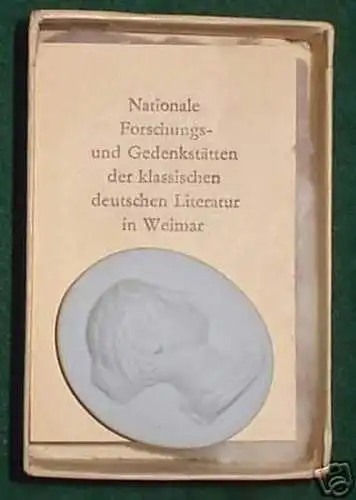 Nationale
Forschungs-
und Gedenkstätten
der klassischen
deutschen Literatur
in Weimar